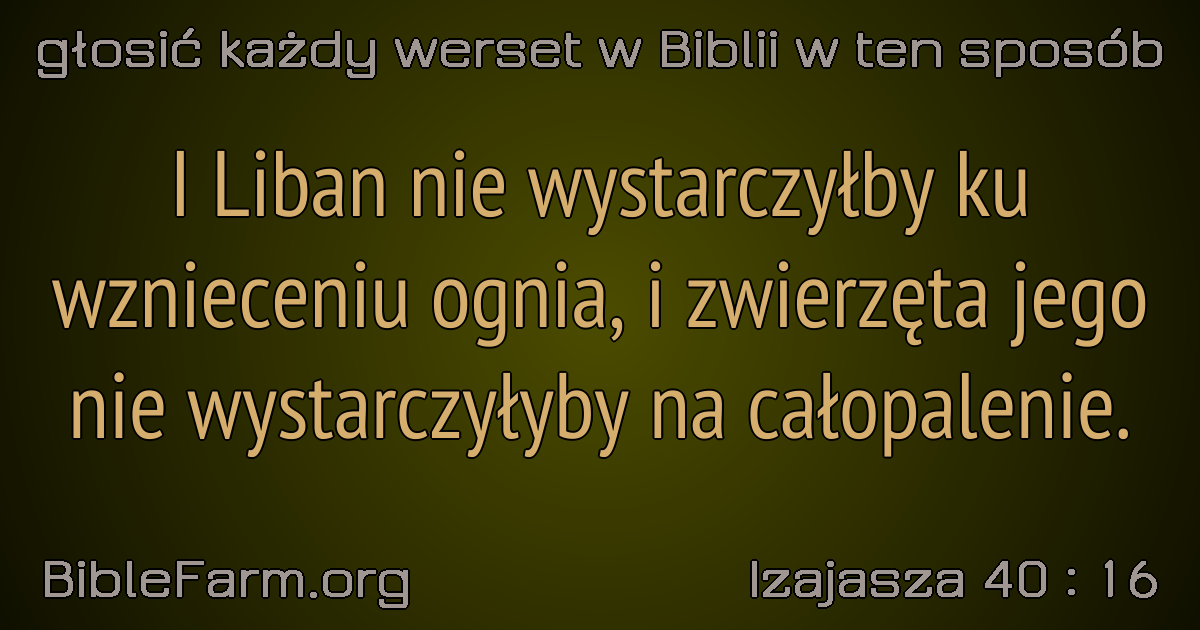 głosić każdy werset w Biblii w ten sposób
I Liban nie wystarczyłby ku
wznieceniu ognia, i zwierzęta jego
nie wystarczyłyby na całopalenie.
BibleFarm.org
Izajasza 40 : 16